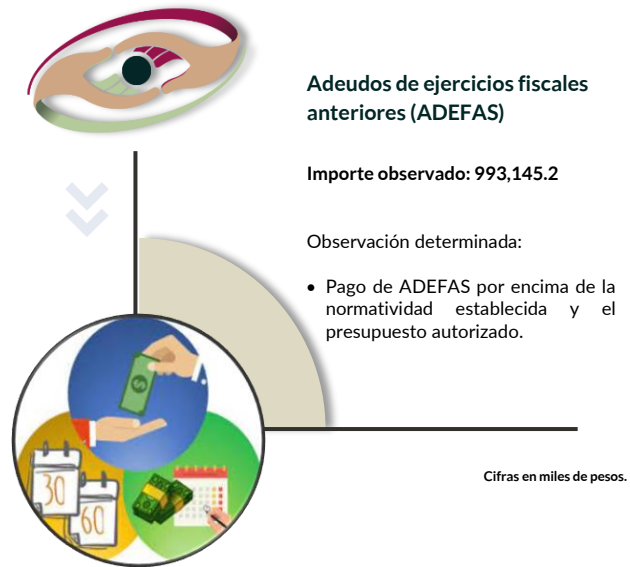 Adeudos de ejercicios fiscales
anteriores (ADEFAS)
Importe observado: 993,145.2
Observación determinada:
• Pago de ADEFAS por encima de la
normatividad establecida y el
presupuesto autorizado.
30
60
Cifras en miles de pesos.